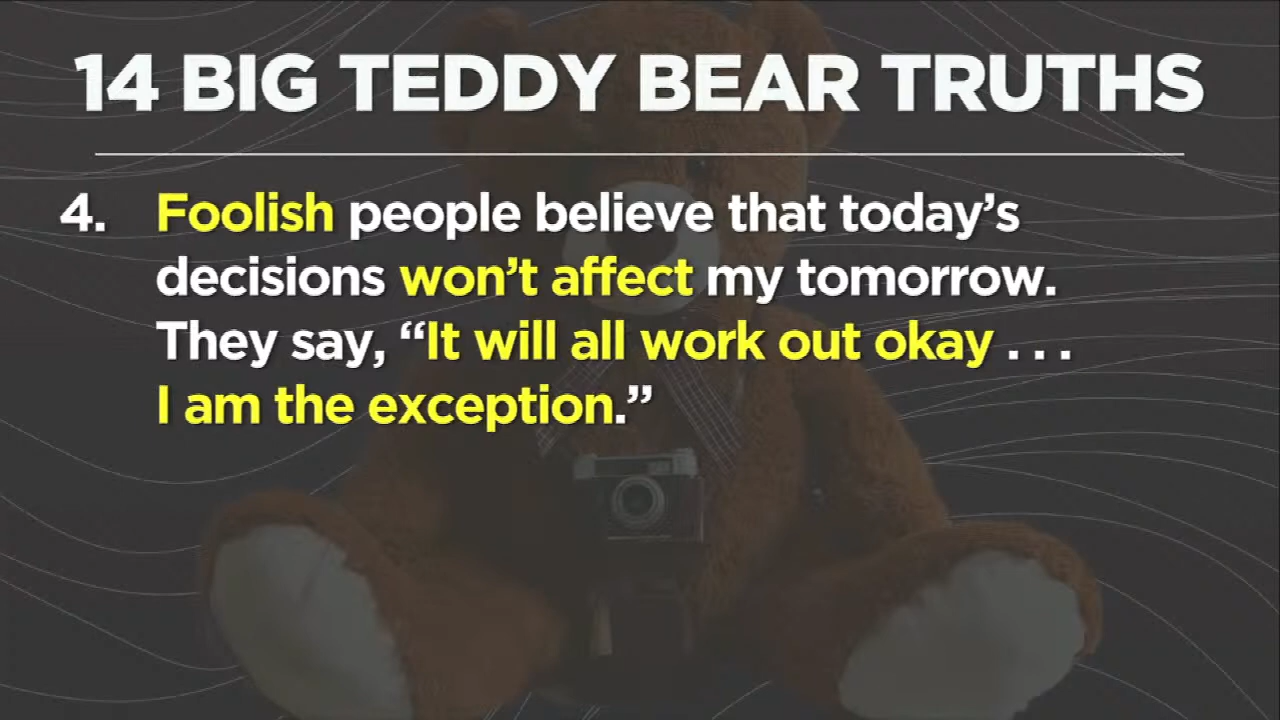 14 BIG TEDDY BEAR TRUTHS
4. Foolish people believe that today’s
decisions won’t affect my tomorrow.
They say, “It will all work out okay . . .
I am the exception.”